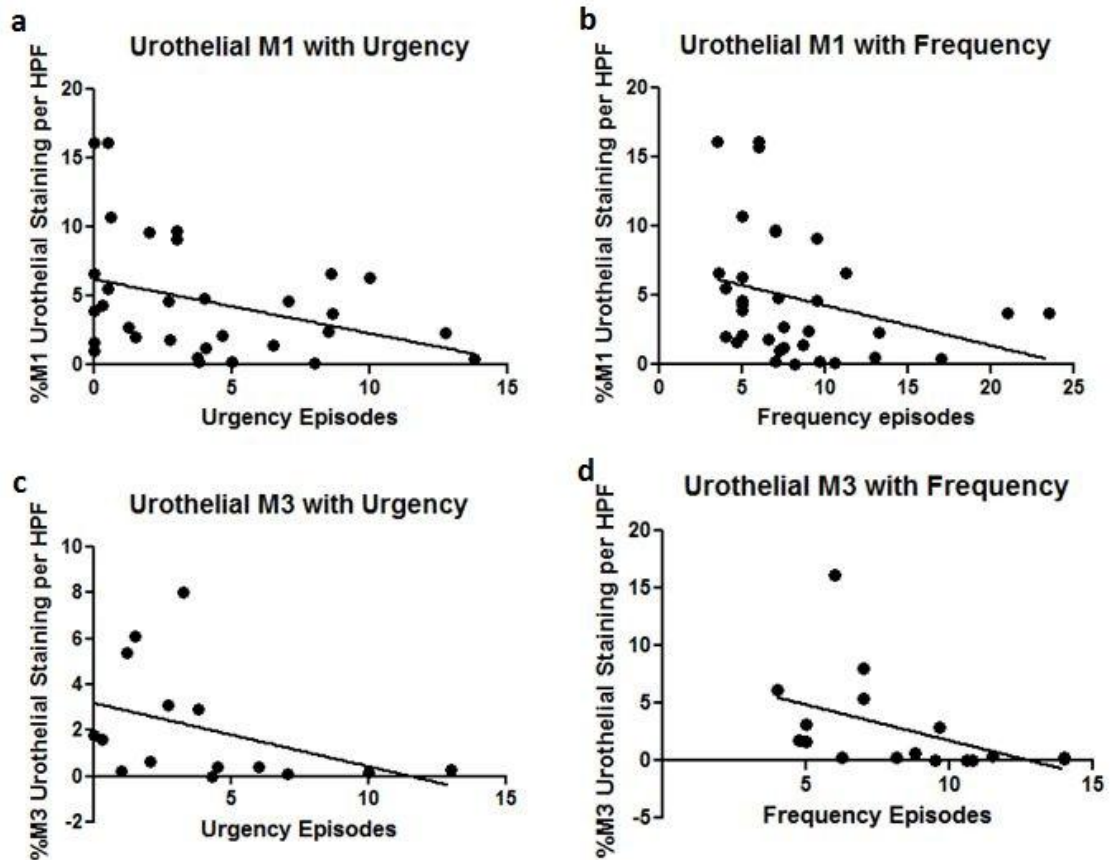 a
Urothelial M1 with Urgency
%M1 Urothelial Staining per HPF
20
15
10
5
0
0
5
10
15
Urgency Episodes
b
Urothelial M1 with Frequency
%M1 Urothelial Staining per HPF
20
15
10
5
0
0
5
10
15
20
25
Frequency episodes
c
Urothelial M3 with Urgency
%M3 Urothelial Staining per HPF
10
8
6
4
2
0
-2
5
10
15
Urgency Episodes
d
Urothelial M3 with Frequency
%M3 Urothelial Staining per HPF
20
15
10
5
0
-5
5
10
15
Frequency Episodes